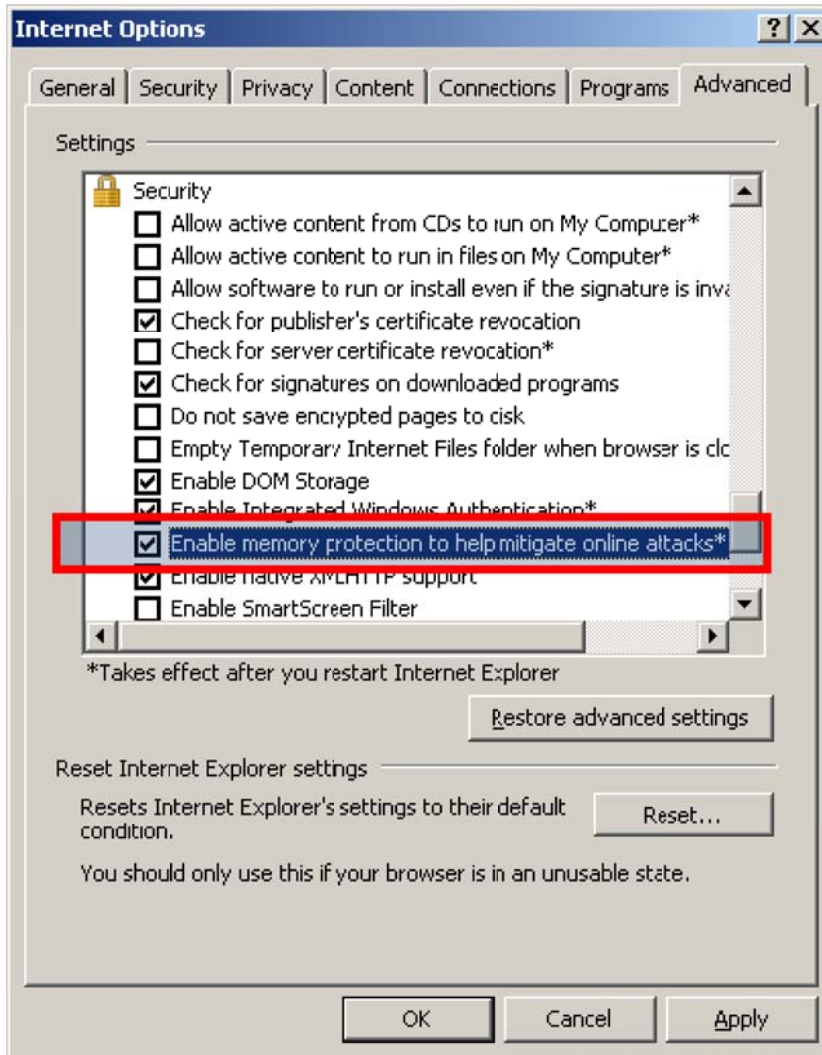 Internet Options
General Security Privacy Content Connections Programs Advanced
Settings
Security
Allow active content from CDs to run on My Computer*
Allow active content to run in files on My Computer*
Allow software to run or install even if the signature is inva
Check for publisher's certificate revocation
Check for server certificate revocation*
Check for signatures on downloaded programs
Do not save encrypted pages to disk
Empty Temporary Internet Files folder when browser is clo
Enable DOM Storage
Enable Integrated Windows Authentication*
Enable memory protection to help mitigate online attacks*
Enable native XMLHTTP support
Enable SmartScreen Filter
*Takes effect after you restart Internet Explorer
Restore advanced settings
Reset Internet Explorer settings
Resets Internet Explorer's settings to their default
condition.
Reset...
You should only use this if your browser is in an unusable state.
OK Cancel Apply